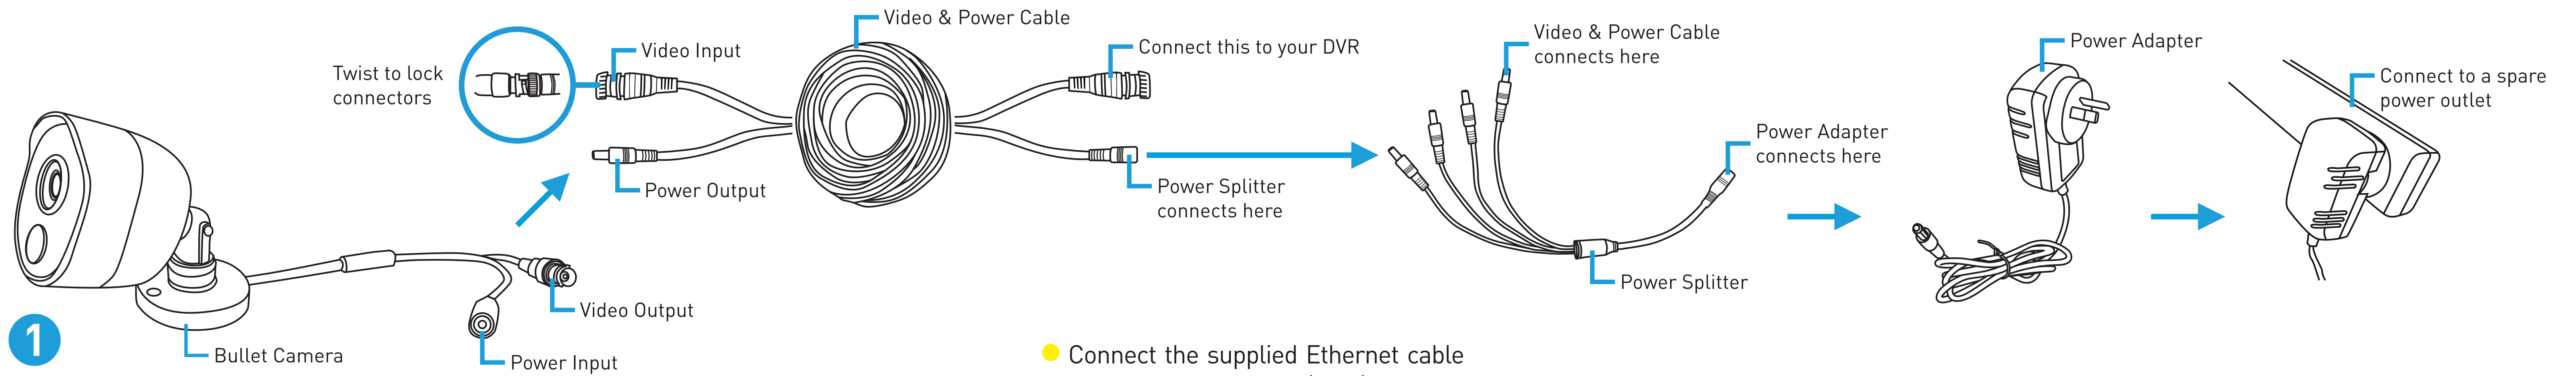 Video & Power Cable
Video Input
Twist to lock
connectors
Connect this to your DVR
Video & Power Cable
connects here
Power Adapter
Connect to a spare
power outlet
Power Adapter
connects here
Power Output
Power Splitter
connects here
Power Splitter
Video Output
1
Bullet Camera
Power Input
Connect the supplied Ethernet cable